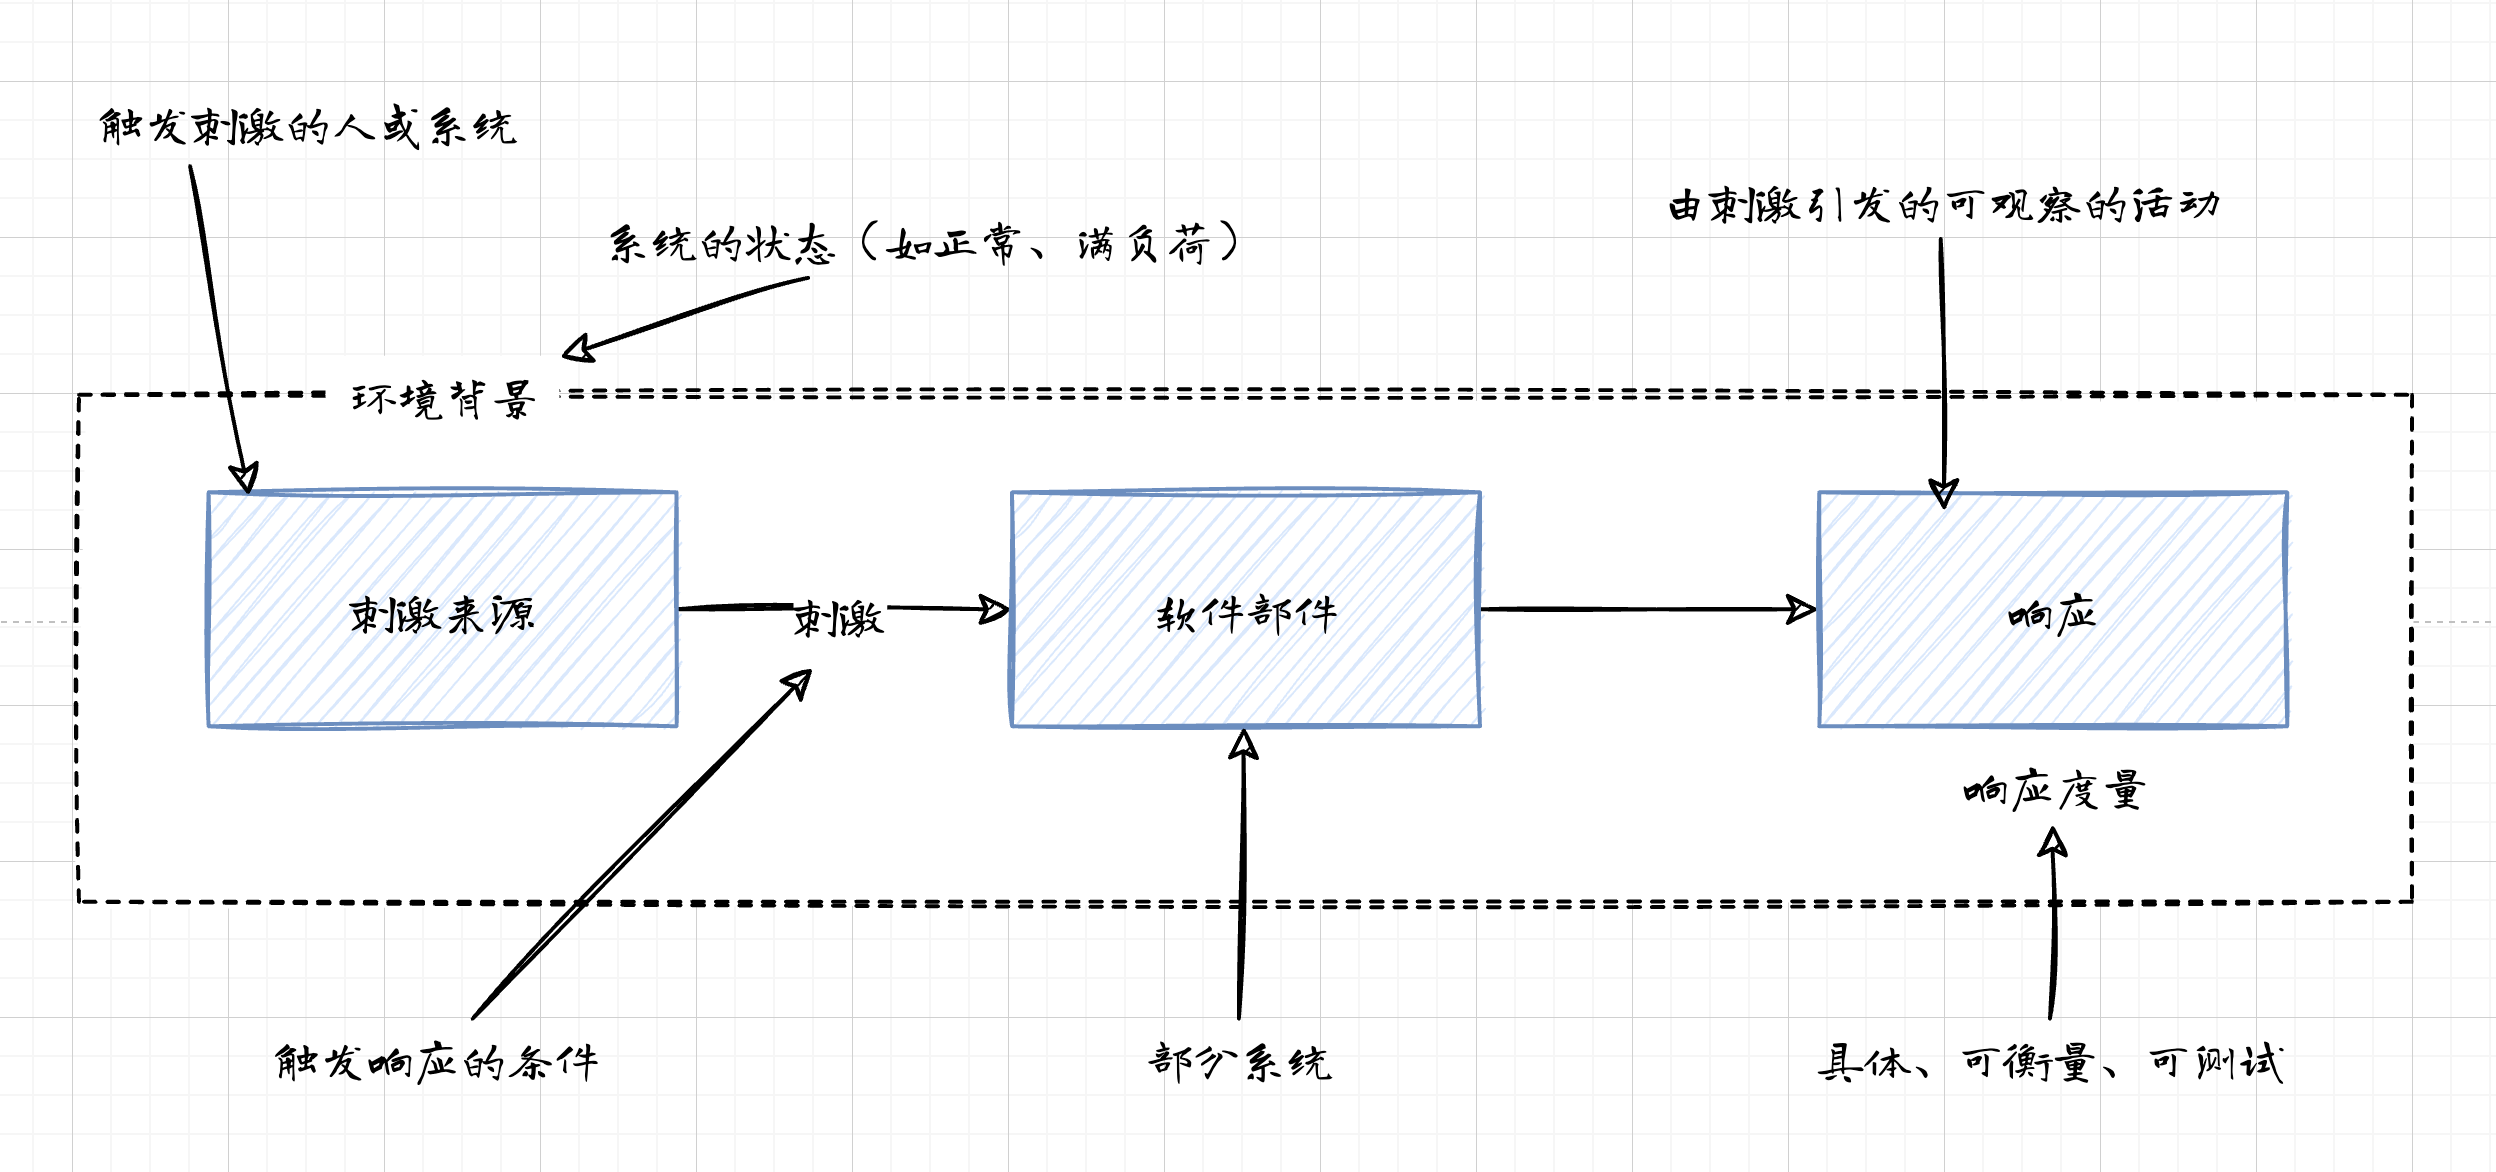 触发刺激的人或系统
由刺激引发的可观察的活动
系统的状态（如正常、满负荷）
环境背景
刺激来源
刺激
软件部件
响应
响应度量
触发响应的条件
部分系统
具体、可衡量、可测试